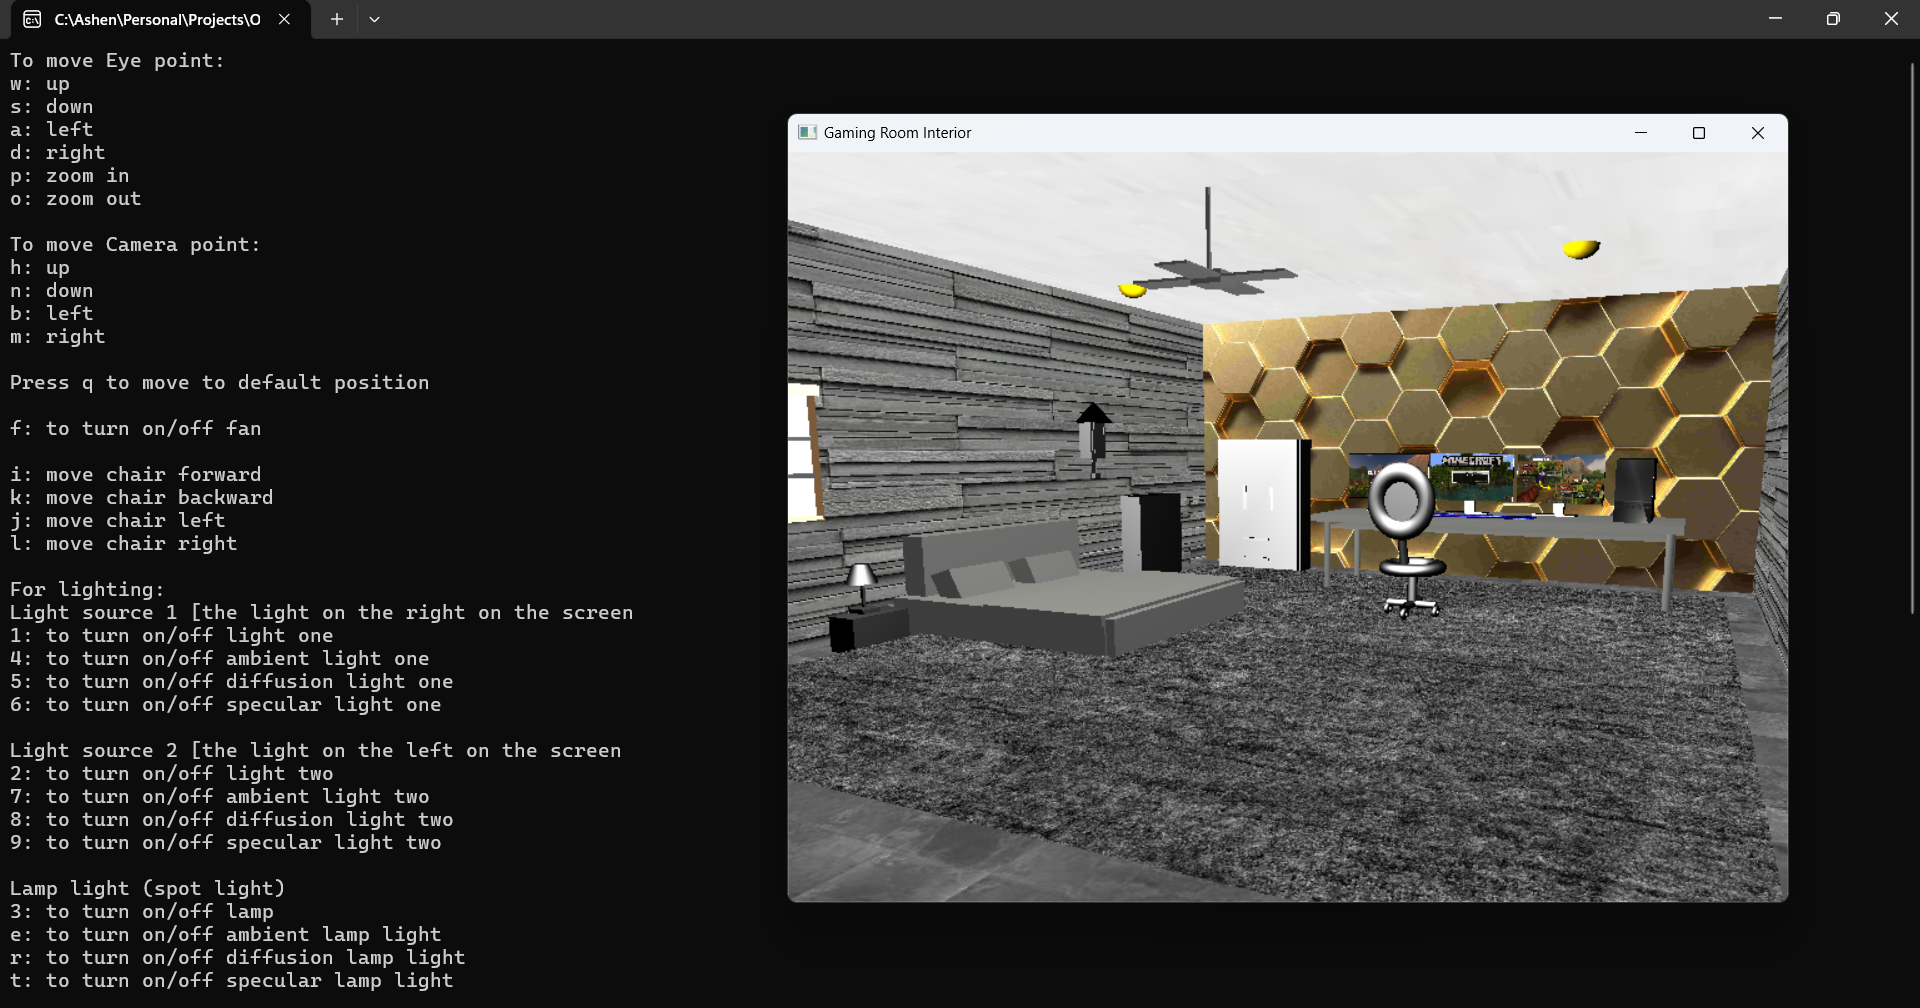 C:\Ashen\Personal\Projects\O
To move Eye point:
w: up
s: down
a: left
d: right
p: zoom in
o: zoom out
To move Camera point:
h: up
n: down
b: left
m: right
Press q to move to default position
f: to turn on/off fan
i: move chair forward
k: move chair backward
j: move chair left
l: move chair right
For lighting:
Light source 1 [the light on the right on the screen
1: to turn on/off light one
4: to turn on/off ambient light one
5: to turn on/off diffusion light one
6: to turn on/off specular light one
Light source 2 [the light on the left on the screen
2: to turn on/off light two
7: to turn on/off ambient light two
8: to turn on/off diffusion light two
9: to turn on/off specular light two
Lamp light (spot light)
3: to turn on/off lamp
e: to turn on/off ambient lamp light
r: to turn on/off diffusion lamp light
t: to turn on/off specular lamp light
Gaming Room Interior
MINECRAFT